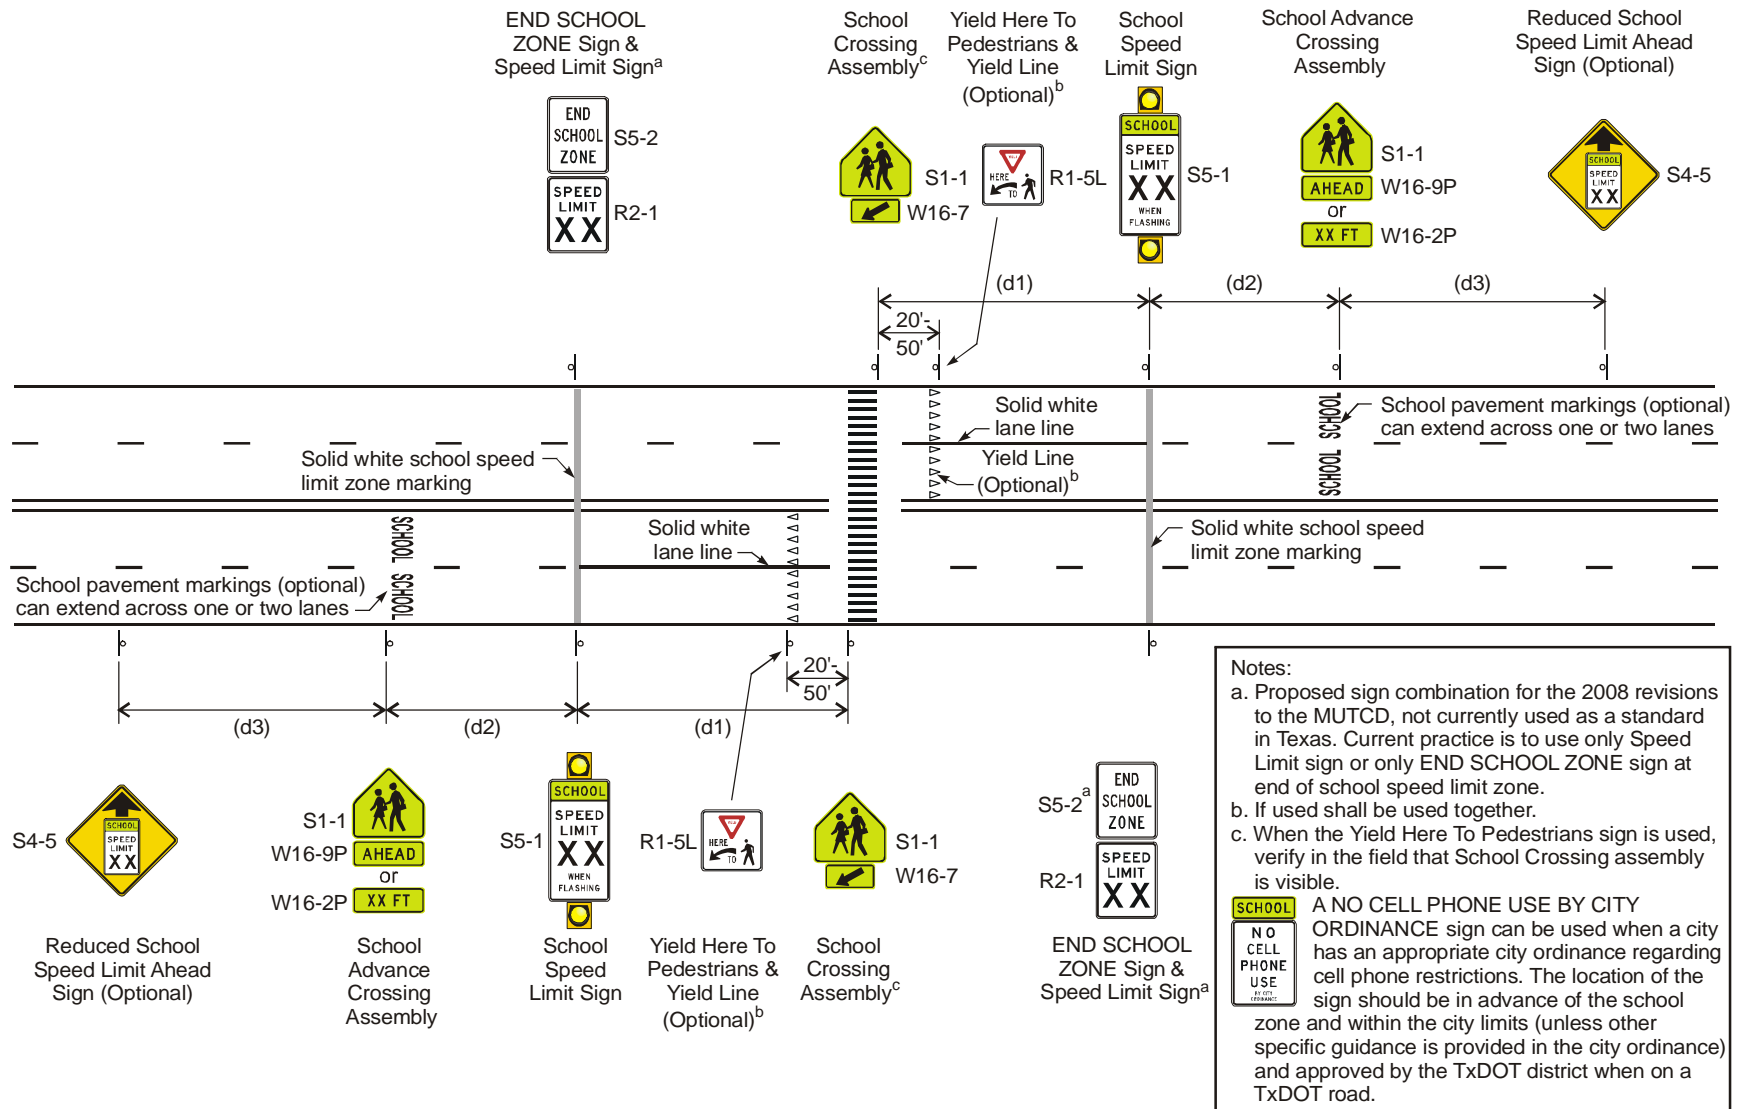 END SCHOOL
ZONE Sign &
Speed Limit Sign^a
School
Crossing
Assembly^c
Yield Here To
Pedestrians &
Yield Line
(Optional)^b
School
Speed
Limit Sign
School Advance
Crossing
Assembly
Reduced School
Speed Limit Ahead
Sign (Optional)
END
SCHOOL
ZONE
S5-2
SPEED
LIMIT
XX
R2-1
S1-1
W16-7
HERE
TO
R1-5L
SCHOOL
SPEED
LIMIT
XX
WHEN
FLASHING
S5-1
S1-1
AHEAD
W16-9P
or
XX FT
W16-2P
SCHOOL
SPEED
LIMIT
XX
S4-5
(d1)
(d2)
(d3)
20'-
50'
Solid white
lane line
School pavement markings (optional)
can extend across one or two lanes
SCHOOL SCHOOL
Solid white school speed
limit zone marking
Yield Line
(Optional)^b
SCHOOL SCHOOL
Solid white
lane line
Solid white school speed
limit zone marking
School pavement markings (optional)
can extend across one or two lanes
20'-
50'
(d3)
(d2)
(d1)
S4-5
SCHOOL
SPEED
LIMIT
XX
S1-1
W16-9P
AHEAD
or
W16-2P
XX FT
S5-1
SCHOOL
SPEED
LIMIT
XX
WHEN
FLASHING
R1-5L
HERE
TO
S1-1
W16-7
S5-2^a
END
SCHOOL
ZONE
R2-1
SPEED
LIMIT
XX
Reduced School
Speed Limit Ahead
Sign (Optional)
School
Advance
Crossing
Assembly
School
Speed
Limit Sign
Yield Here To
Pedestrians &
Yield Line
(Optional)^b
School
Crossing
Assembly^c
END SCHOOL
ZONE Sign &
Speed Limit Sign^a
Notes:
a. Proposed sign combination for the 2008 revisions
to the MUTCD, not currently used as a standard
in Texas. Current practice is to use only Speed
Limit sign or only END SCHOOL ZONE sign at
end of school speed limit zone.
b. If used shall be used together.
c. When the Yield Here To Pedestrians sign is used,
verify in the field that School Crossing assembly
is visible.
SCHOOL
NO
CELL
PHONE
USE
BY CITY
ORDINANCE
A NO CELL PHONE USE BY CITY
ORDINANCE sign can be used when a city
has an appropriate city ordinance regarding
cell phone restrictions. The location of the
sign should be in advance of the school
zone and within the city limits (unless other
specific guidance is provided in the city ordinance)
and approved by the TxDOT district when on a
TxDOT road.